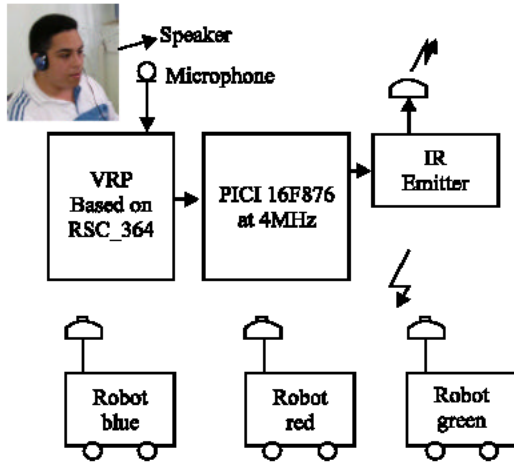 Speaker
Microphone
VRP
Based on
RSC_364
PICI 16F876
at 4MHz
IR
Emitter
Robot
blue
Robot
red
Robot
green